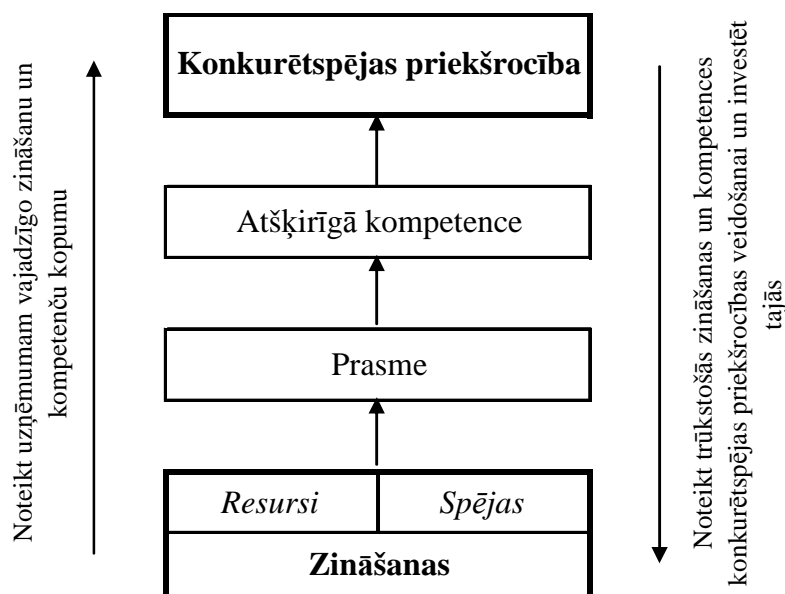 Konkurētspējas priekšrocība
Atšķirīgā kompetence
Prasme
Resursi
Spējas
Zināšanas
Noteikt uzņēmumam vajadzīgo zināšanu un
kompetenču kopumu
Noteikt trūkstošās zināšanas un kompetences
konkurētspējas priekšrocības veidošanai un investēt
tajās